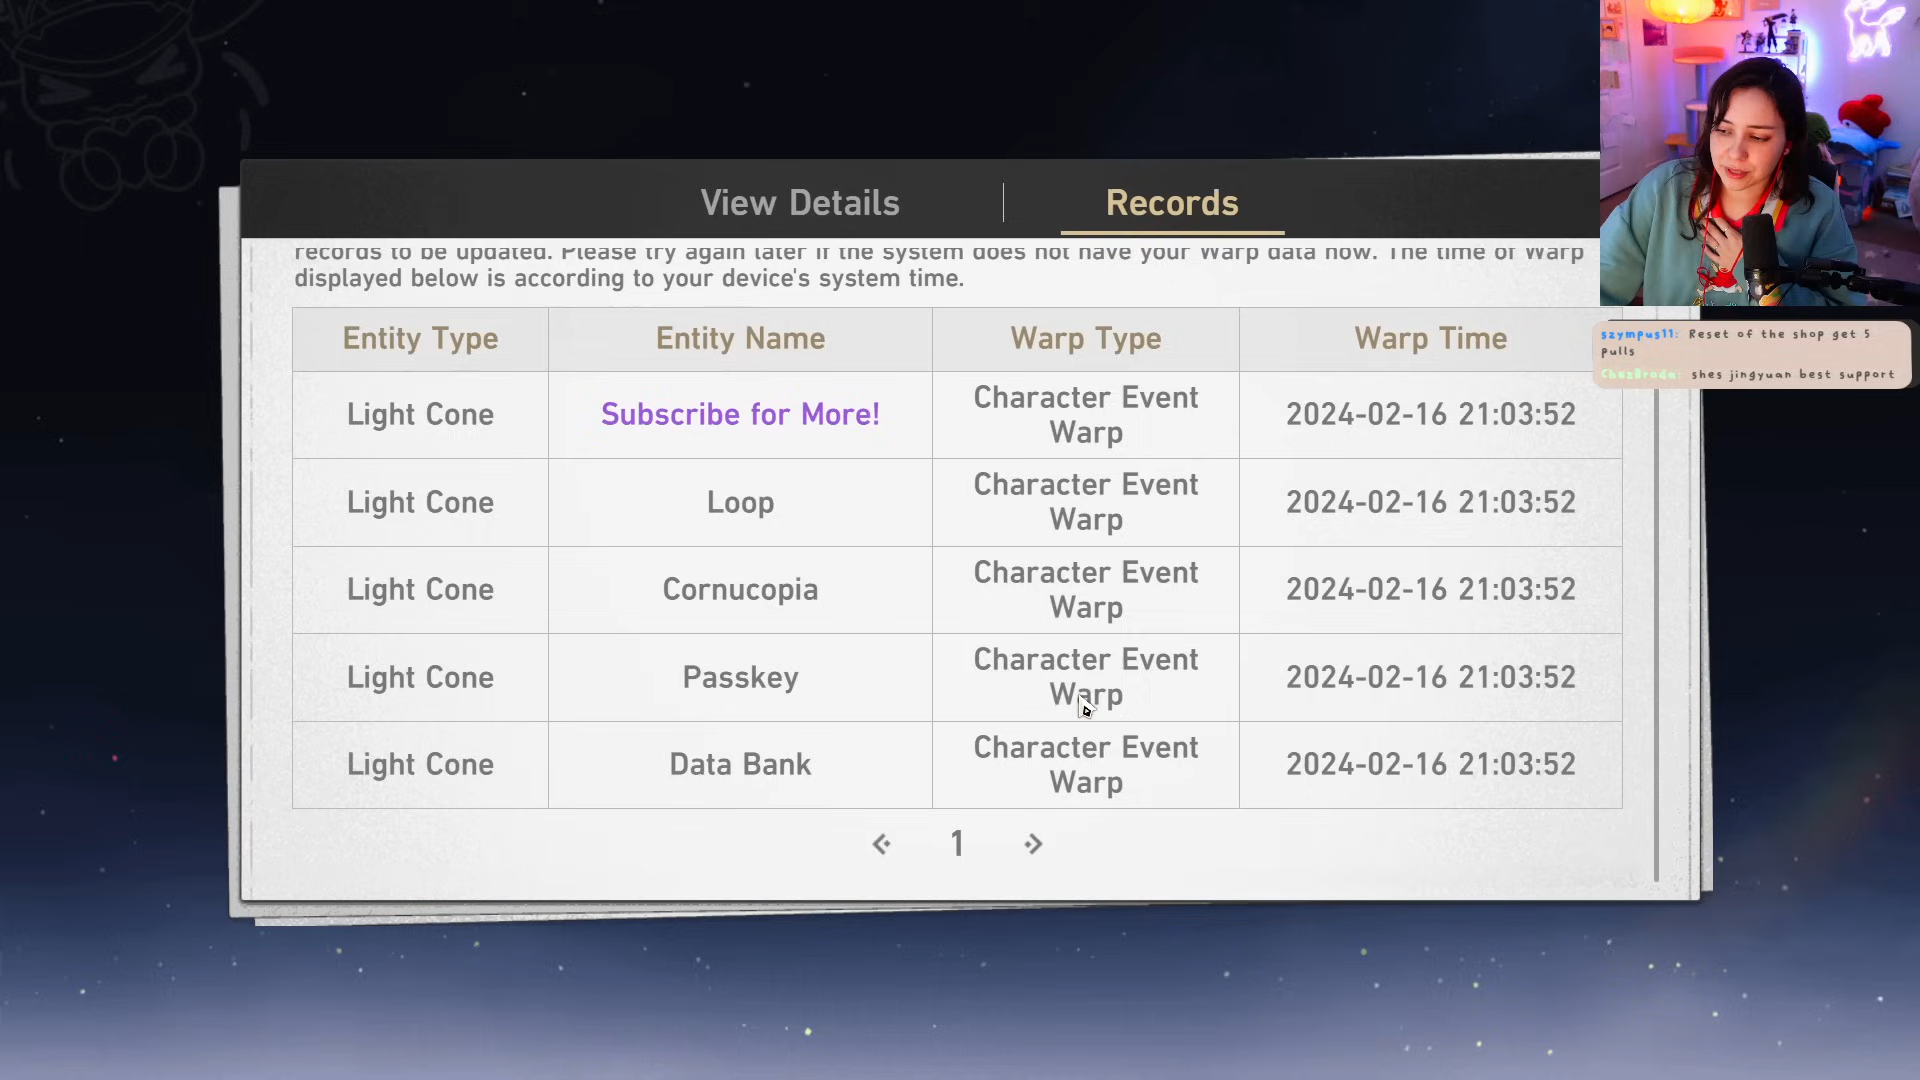 View Details
Records
records to be updated. Please try again later if the system does not have your Warp data now. The time of Warp
displayed below is according to your device's system time.
Entity Type
Entity Name
Warp Type
Warp Time
Light Cone
Subscribe for More!
Character Event
Warp
2024-02-16 21:03:52
Light Cone
Loop
Character Event
Warp
2024-02-16 21:03:52
Light Cone
Cornucopia
Character Event
Warp
2024-02-16 21:03:52
Light Cone
Passkey
Character Event
Warp
2024-02-16 21:03:52
Light Cone
Data Bank
Character Event
Warp
2024-02-16 21:03:52
1
szympus11: Reset of the shop get 5
pulls
ChazBroda: shes jingyuan best support